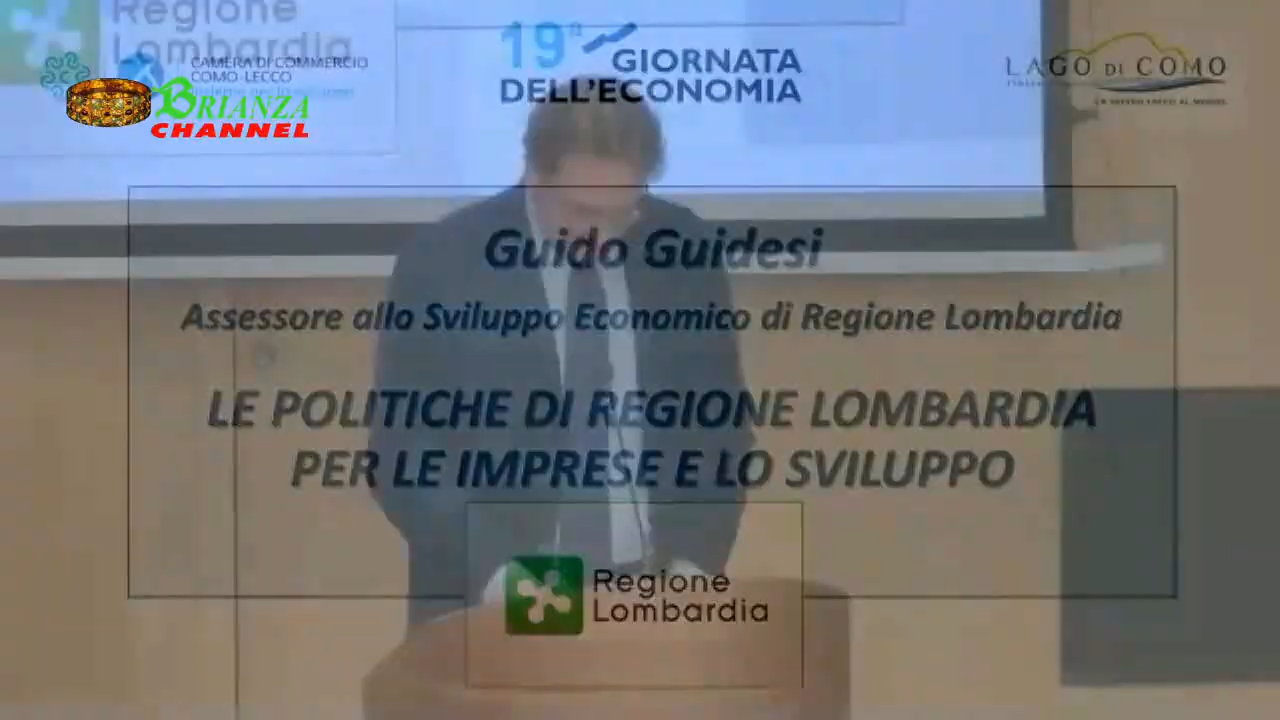 Regione
Lombardia
CAMERA DI COMMERCIO
COMO-LECCO
BRIANZA
CHANNEL
19ª GIORNATA
DELL'ECONOMIA
LAGO DI COMO
Guido Guidesi
Assessore allo Sviluppo Economico di Regione Lombardia
LE POLITICHE DI REGIONE LOMBARDIA
PER LE IMPRESE E LO SVILUPPO
Regione
Lombardia